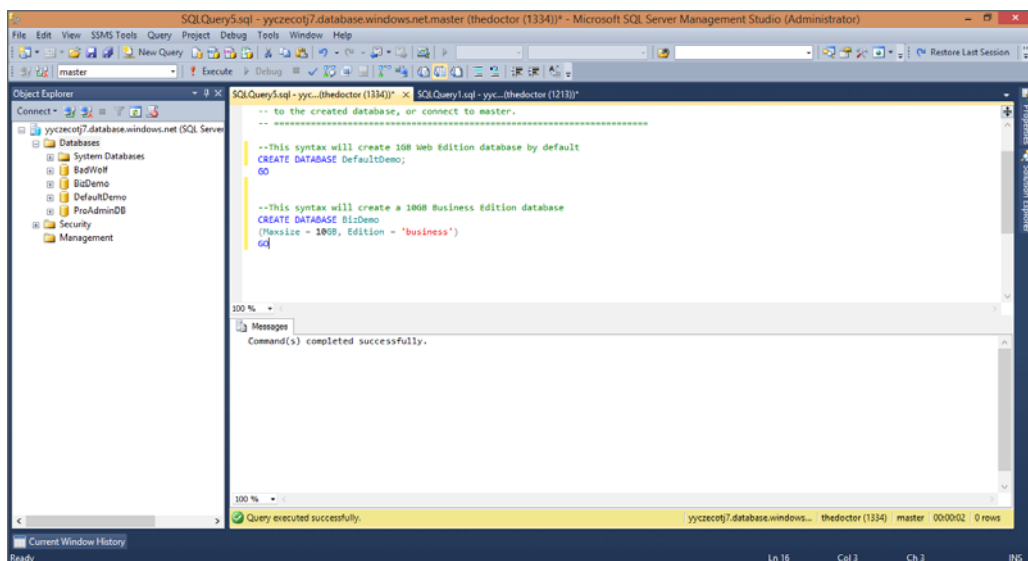 SQLQuery5.sql - yyczecotj7.database.windows.net.master (thedoctor (1334))* - Microsoft SQL Server Management Studio (Administrator)
File Edit View SSMS Tools Query Project Debug Tools Window Help
New Query
Restore Last Session
master
Execute
Debug
Object Explorer
Connect
yyczecotj7.database.windows.net (SQL Server
Databases
System Databases
BadWolf
BizDemo
DefaultDemo
ProAdminDB
Security
Management
SQLQuery5.sql - yyc...(thedoctor (1334))*
SQLQuery1.sql - yyc...(thedoctor (1213))*
-- to the created database, or connect to master.
-- =======================================================================
--This syntax will create 1GB Web Edition database by default
CREATE DATABASE DefaultDemo;
GO
--This syntax will create a 10GB Business Edition database
CREATE DATABASE BizDemo
(Maxsize = 10GB, Edition = 'business')
GO
100 %
Messages
Command(s) completed successfully.
100 %
Query executed successfully.
yyczecotj7.database.windows...
thedoctor (1334)
master
00:00:02
0 rows
Properties
Solution Explorer
Current Window History
Ready
Ln 16
Col 3
Ch 3
INS